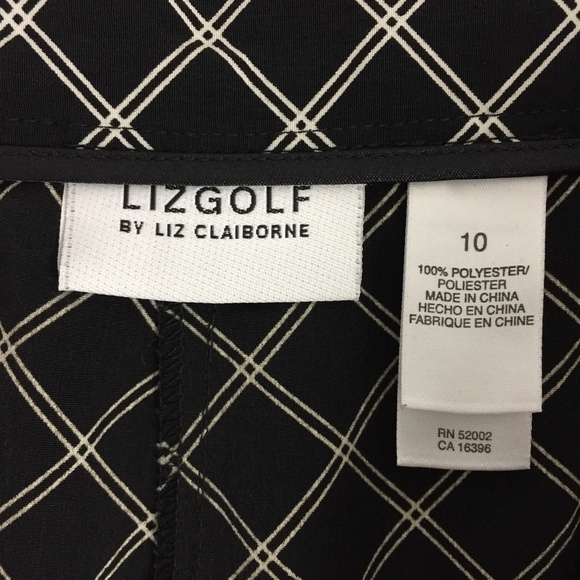 LIZGOLF
BY LIZ CLAIBORNE
10
100% POLYESTER/
POLIESTER
MADE IN CHINA
HECHO EN CHINA
FABRIQUE EN CHINE
RN 52002
CA 16396